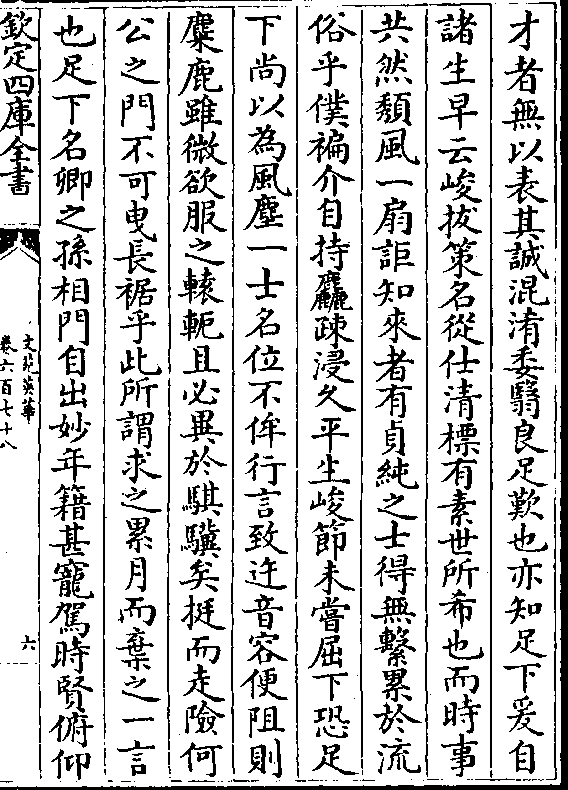 才者無以表其誠混淆委翳良足歎也亦知足下爰自
諸生早云峻拔策名從仕清標有素世所希也而時事
共然頽風一扇詎知來者有貞純之士得無繫累於流
俗乎僕褊介自持麤疎浸久平生峻節未嘗屈下恐足
下尚以為風塵一士名位不侔行言致迕音容便阻則
麋鹿雖微欲服之轅軛且必異於騏驥矣挺而走險何
公之門不可曳長裾乎此所謂求之累月而棄之一言
也足下名卿之孫相門自出妙年籍甚寵駕時賢俯仰
欽定四庫全書
文苑英華
卷六百七十八
六